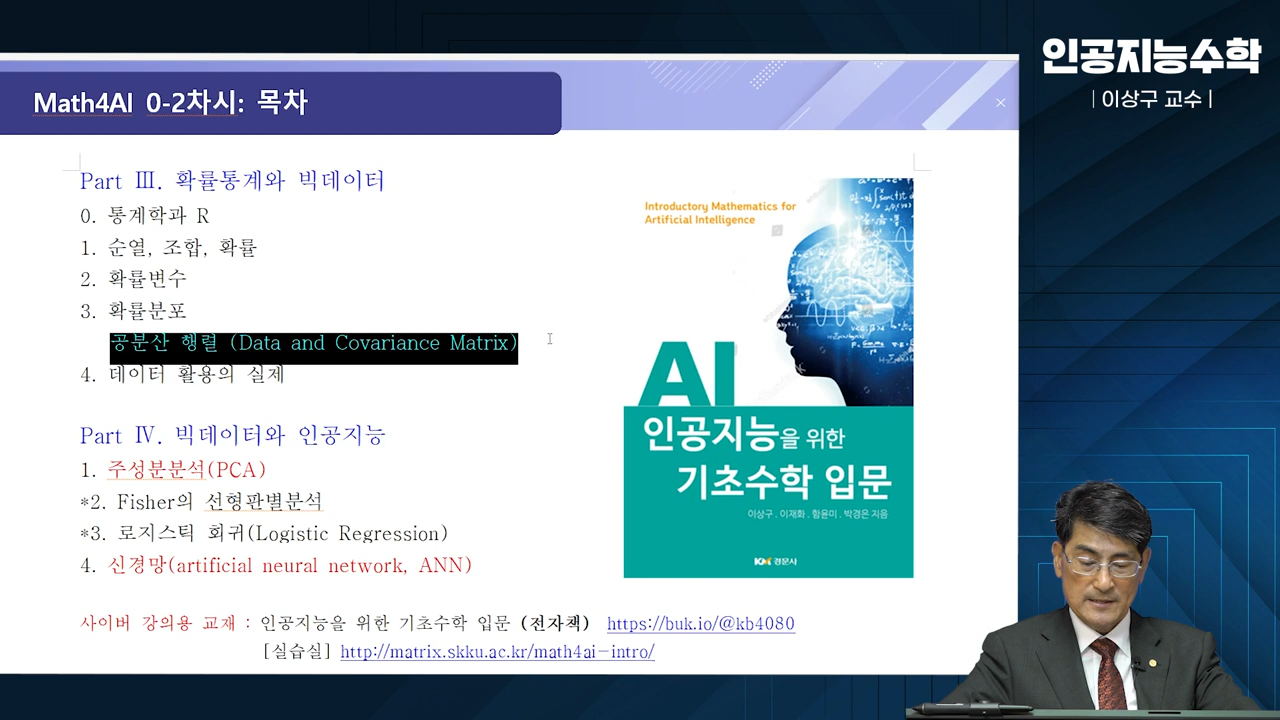 인공지능수학
| 이상구 교수 |
Math4AI 0-2차시: 목차
Part Ⅲ. 확률통계와 빅데이터
0. 통계학과 R
1. 순열, 조합, 확률
2. 확률변수
3. 확률분포
공분산 행렬 (Data and Covariance Matrix)
4. 데이터 활용의 실제
Part Ⅳ. 빅데이터와 인공지능
1. 주성분분석(PCA)
*2. Fisher의 선형판별분석
*3. 로지스틱 회귀(Logistic Regression)
4. 신경망(artificial neural network, ANN)
사이버 강의용 교재 : 인공지능을 위한 기초수학 입문 (전자책) https://buk.io/@kb4080
[실습실] http://matrix.skku.ac.kr/math4ai-intro/
Introductory Mathematics for
Artificial Intelligence
AI
인공지능을 위한
기초수학 입문
이상구 . 이재화 . 함윤미 . 박경은 지음
KM 경문사